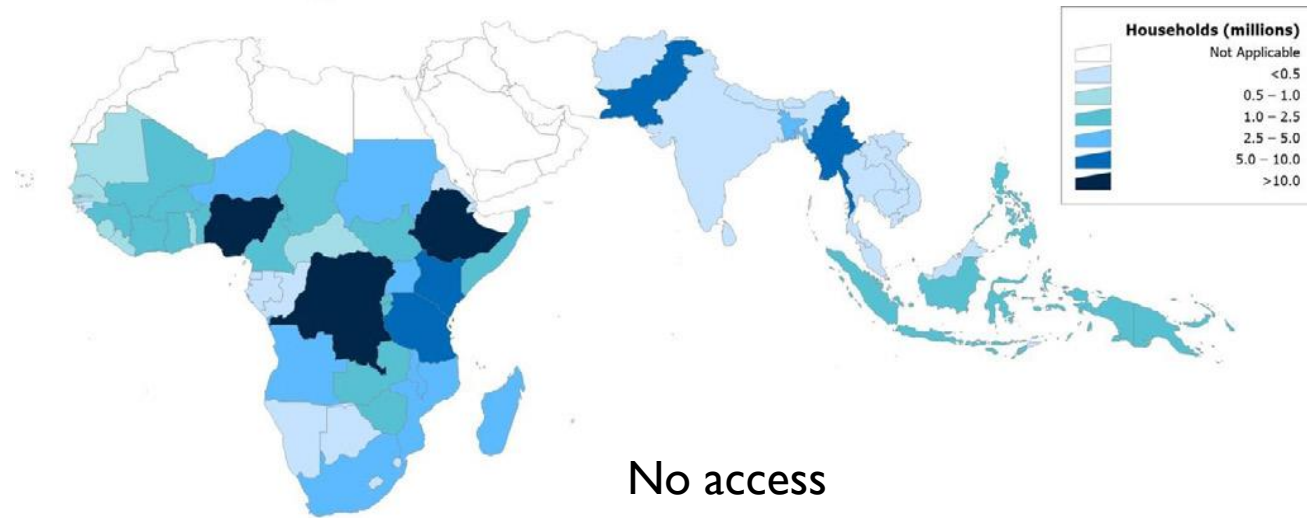 Households (millions)
Not Applicable
<0.5
0.5 – 1.0
1.0 – 2.5
2.5 – 5.0
5.0 – 10.0
>10.0
No access